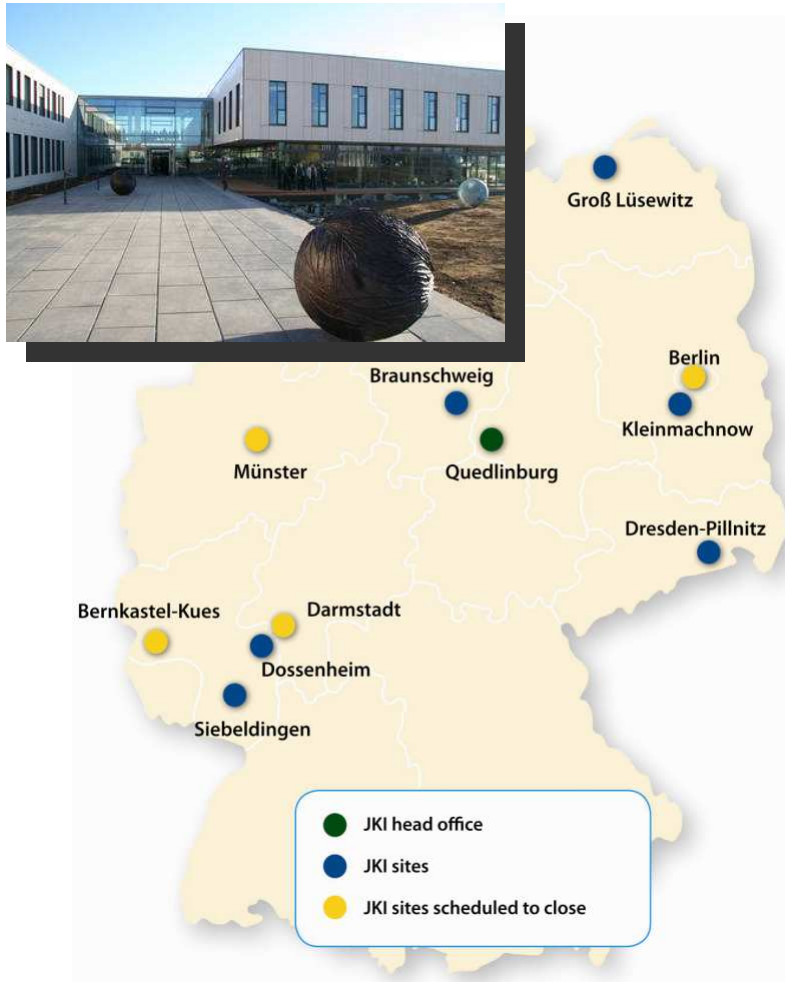 Groß Lüsewitz
Berlin
Braunschweig
Kleinmachnow
Münster
Quedlinburg
Dresden-Pillnitz
Bernkastel-Kues
Darmstadt
Dossenheim
Siebeldingen
JKI head office
JKI sites
JKI sites scheduled to close